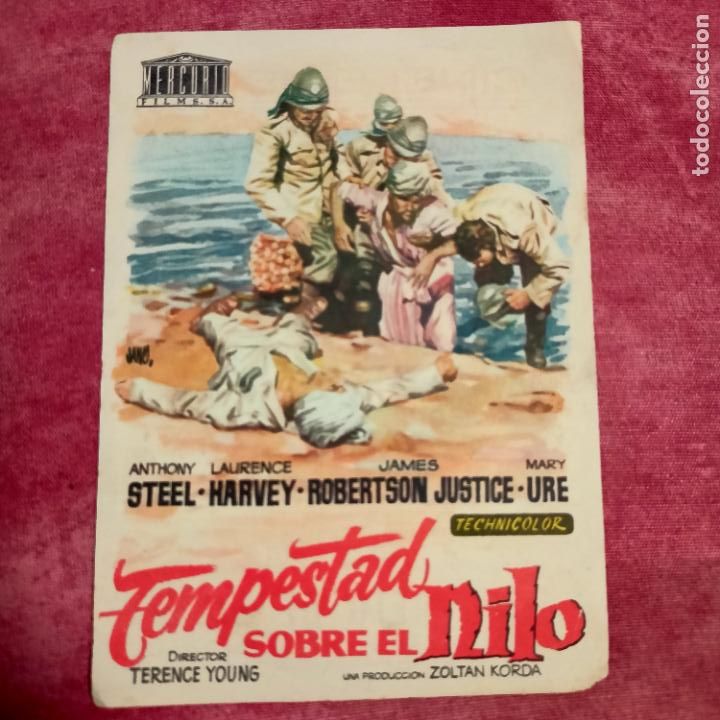 MERCURIO
FILMS. S.A.
JANO.
ANTHONY LAURENCE JAMES MARY
STEEL · HARVEY · ROBERTSON JUSTICE · URE
TECHNICOLOR
Tempestad
SOBRE EL Nilo
DIRECTOR
TERENCE YOUNG
UNA PRODUCCION ZOLTAN KORDA
todocoleccion